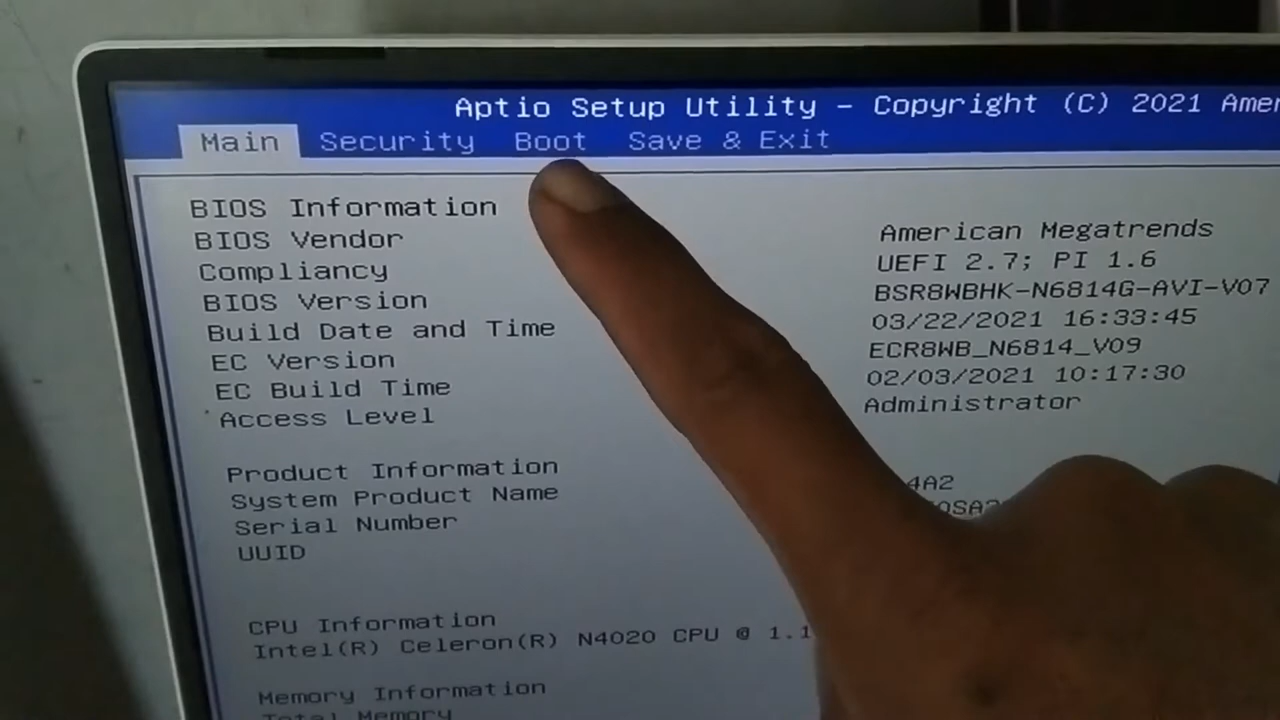 Aptio Setup Utility – Copyright (C) 2021 Amer
Main Security Boot Save & Exit
BIOS Information
BIOS Vendor American Megatrends
Compliancy UEFI 2.7; PI 1.6
BIOS Version BSR8WBHK-N6814G-AVI-V07
Build Date and Time 03/22/2021 16:33:45
EC Version ECR8WB_N6814_V09
EC Build Time 02/03/2021 10:17:30
Access Level Administrator
Product Information
System Product Name 4A2
Serial Number
UUID
CPU Information
Intel(R) Celeron(R) N4020 CPU @ 1.1
Memory Information
Total Memory